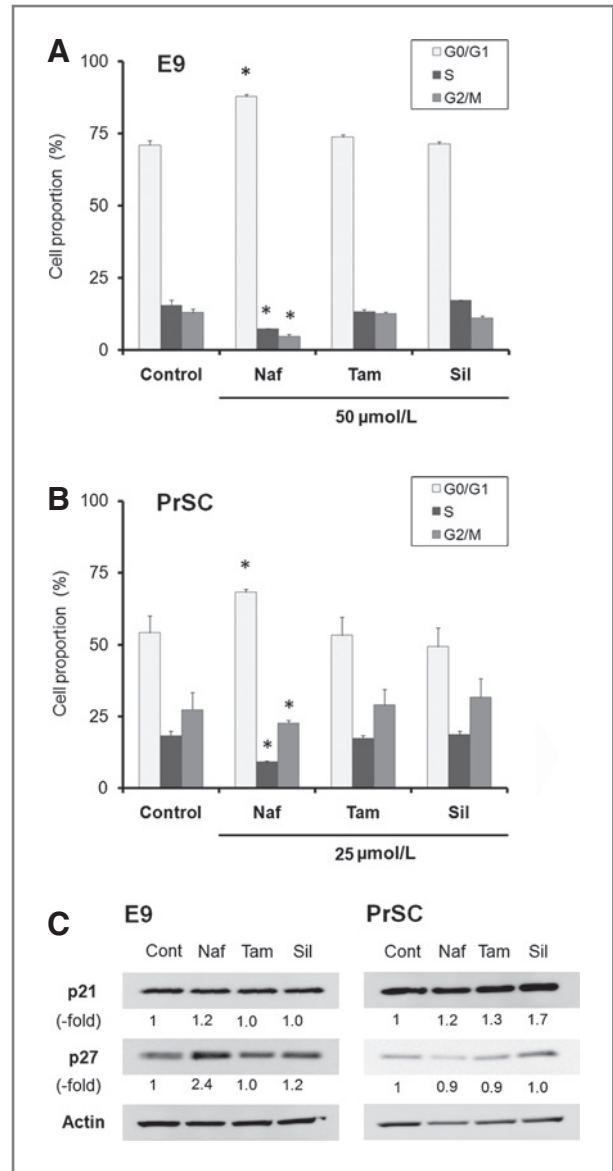 A
E9
G0/G1
S
G2/M
Cell proportion (%)
100
75
50
25
0
*
* *
Control Naf Tam Sil
50 µmol/L
B
PrSC
G0/G1
S
G2/M
Cell proportion (%)
100
75
50
25
0
*
* *
Control Naf Tam Sil
25 µmol/L
C
E9 PrSC
Cont Naf Tam Sil Cont Naf Tam Sil
p21
(-fold) 1 1.2 1.0 1.0 1 1.2 1.3 1.7
p27
(-fold) 1 2.4 1.0 1.2 1 0.9 0.9 1.0
Actin